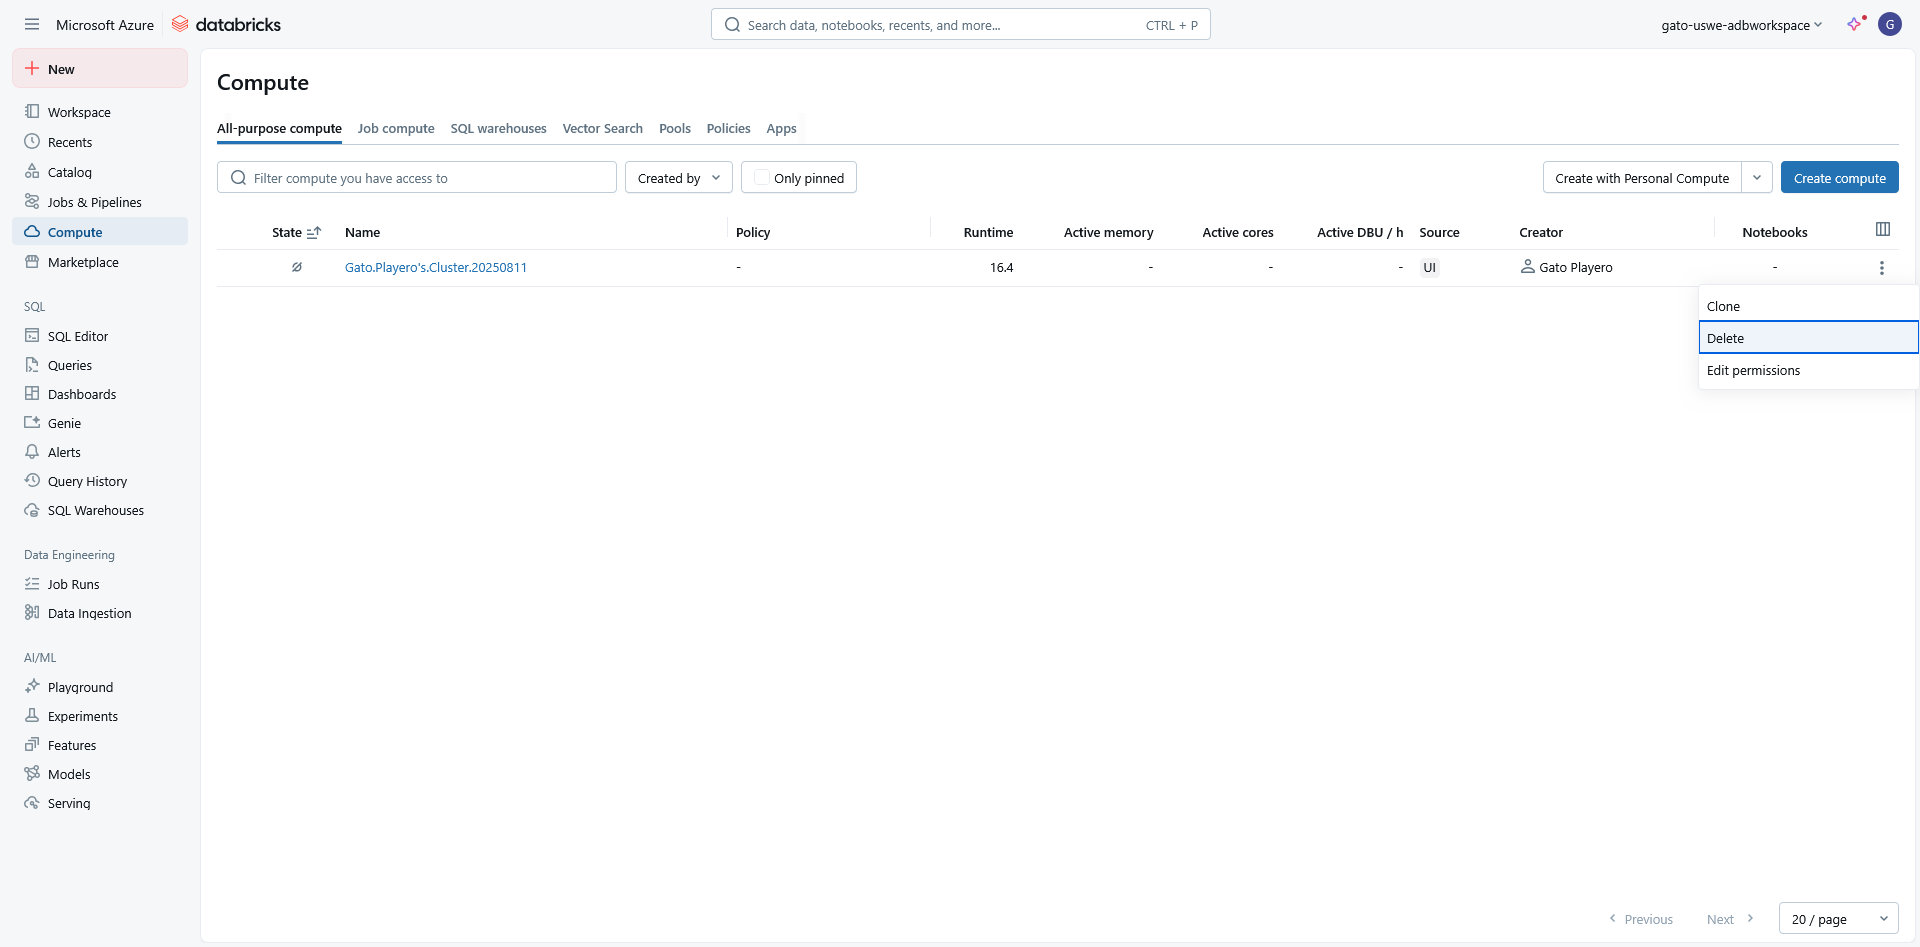 Microsoft Azure
databricks
Search data, notebooks, recents, and more...
CTRL + P
gato-uswe-adbworkspace
G
New
Workspace
Recents
Catalog
Jobs & Pipelines
Compute
Marketplace
SQL
SQL Editor
Queries
Dashboards
Genie
Alerts
Query History
SQL Warehouses
Data Engineering
Job Runs
Data Ingestion
AI/ML
Playground
Experiments
Features
Models
Serving
Compute
All-purpose compute
Job compute
SQL warehouses
Vector Search
Pools
Policies
Apps
Filter compute you have access to
Created by
Only pinned
Create with Personal Compute
Create compute
State
Name
Policy
Runtime
Active memory
Active cores
Active DBU / h
Source
Creator
Notebooks
Gato.Playero's.Cluster.20250811
-
16.4
-
-
-
UI
Gato Playero
-
Clone
Delete
Edit permissions
Previous
Next
20 / page